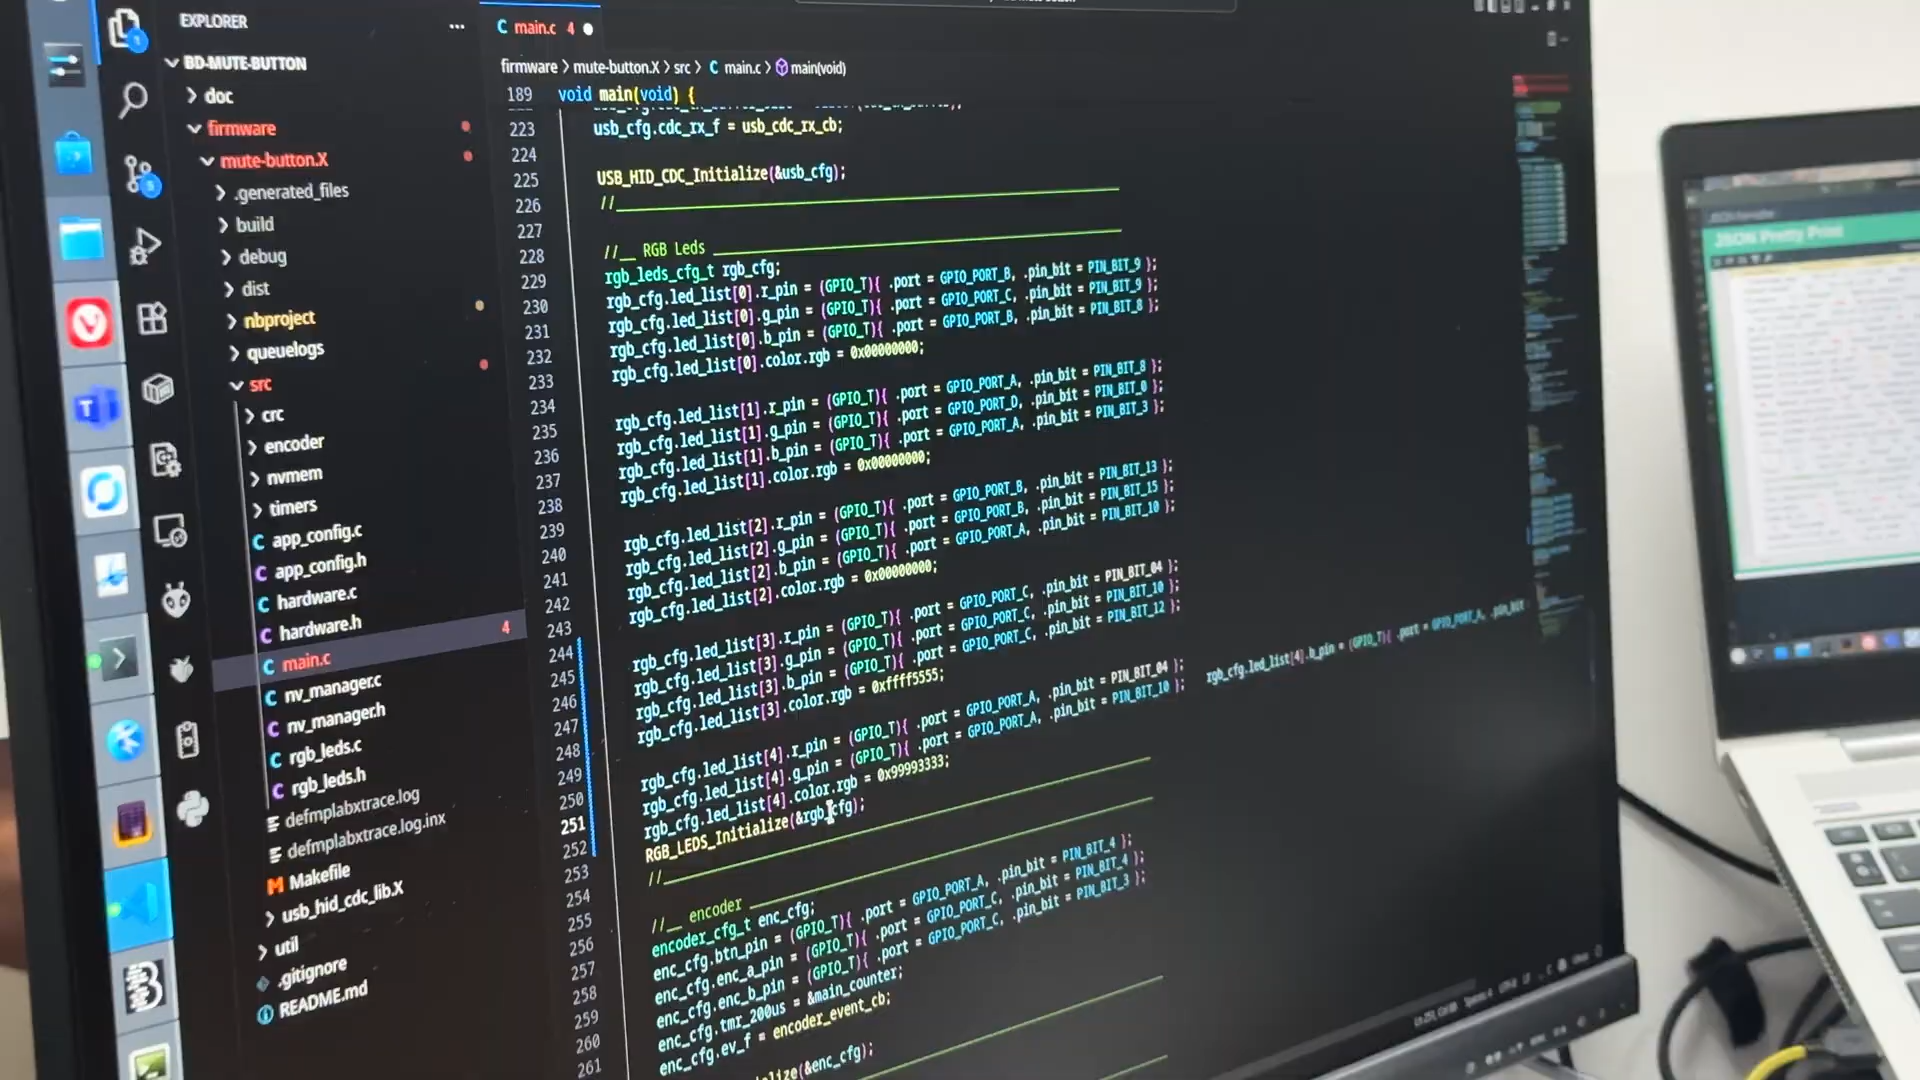 EXPLORER
BD-MUTE-BUTTON
doc
firmware
mute-button.X
.generated_files
build
debug
dist
nbproject
queuelogs
src
crc
encoder
nvmem
timers
C app_config.c
C app_config.h
C hardware.c
C hardware.h
C main.c 4
C nv_manager.c
C nv_manager.h
C rgb_leds.c
C rgb_leds.h
defmplabxtrace.log
defmplabxtrace.log.inx
M Makefile
usb_hid_cdc_lib.X
util
.gitignore
README.md
C main.c 4
firmware > mute-button.X > src > C main.c > main(void)
189 void main(void) {
223 usb_cfg.cdc_rx_f = usb_cdc_rx_cb;
224
225 USB_HID_CDC_Initialize(&usb_cfg);
226 //
227
228 //__ RGB Leds
229 rgb_leds_cfg_t rgb_cfg;
230 rgb_cfg.led_list[0].r_pin = (GPIO_T){ .port = GPIO_PORT_B, .pin_bit = PIN_BIT_9 };
231 rgb_cfg.led_list[0].g_pin = (GPIO_T){ .port = GPIO_PORT_C, .pin_bit = PIN_BIT_9 };
232 rgb_cfg.led_list[0].b_pin = (GPIO_T){ .port = GPIO_PORT_B, .pin_bit = PIN_BIT_8 };
233 rgb_cfg.led_list[0].color.rgb = 0x00000000;
234
235 rgb_cfg.led_list[1].r_pin = (GPIO_T){ .port = GPIO_PORT_A, .pin_bit = PIN_BIT_8 };
236 rgb_cfg.led_list[1].g_pin = (GPIO_T){ .port = GPIO_PORT_D, .pin_bit = PIN_BIT_0 };
237 rgb_cfg.led_list[1].b_pin = (GPIO_T){ .port = GPIO_PORT_A, .pin_bit = PIN_BIT_3 };
238 rgb_cfg.led_list[1].color.rgb = 0x00000000;
239
240 rgb_cfg.led_list[2].r_pin = (GPIO_T){ .port = GPIO_PORT_B, .pin_bit = PIN_BIT_13 };
241 rgb_cfg.led_list[2].g_pin = (GPIO_T){ .port = GPIO_PORT_B, .pin_bit = PIN_BIT_15 };
242 rgb_cfg.led_list[2].b_pin = (GPIO_T){ .port = GPIO_PORT_A, .pin_bit = PIN_BIT_10 };
243 rgb_cfg.led_list[2].color.rgb = 0x00000000;
244
245 rgb_cfg.led_list[3].r_pin = (GPIO_T){ .port = GPIO_PORT_C, .pin_bit = PIN_BIT_04 };
246 rgb_cfg.led_list[3].g_pin = (GPIO_T){ .port = GPIO_PORT_C, .pin_bit = PIN_BIT_10 };
247 rgb_cfg.led_list[3].b_pin = (GPIO_T){ .port = GPIO_PORT_C, .pin_bit = PIN_BIT_12 };
248 rgb_cfg.led_list[3].color.rgb = 0xffff5555;
249
250 rgb_cfg.led_list[4].r_pin = (GPIO_T){ .port = GPIO_PORT_A, .pin_bit = PIN_BIT_04 };
251 rgb_cfg.led_list[4].g_pin = (GPIO_T){ .port = GPIO_PORT_A, .pin_bit = PIN_BIT_10 }; rgb_cfg.led_list[4].b_pin = (GPIO_T){ .port = GPIO_PORT_A, .pin_bit
252 rgb_cfg.led_list[4].color.rgb = 0x99993333;
253 RGB_LEDS_Initialize(&rgb_cfg);
254 //
255
256 //__ encoder
257 encoder_cfg_t enc_cfg;
258 enc_cfg.btn_pin = (GPIO_T){ .port = GPIO_PORT_A, .pin_bit = PIN_BIT_4 };
259 enc_cfg.enc_a_pin = (GPIO_T){ .port = GPIO_PORT_C, .pin_bit = PIN_BIT_4 };
260 enc_cfg.enc_b_pin = (GPIO_T){ .port = GPIO_PORT_C, .pin_bit = PIN_BIT_3 };
261 enc_cfg.tmr_200us = &main_counter;
enc_cfg.ev_f = encoder_event_cb;
(&enc_cfg);
JSON Pretty Print